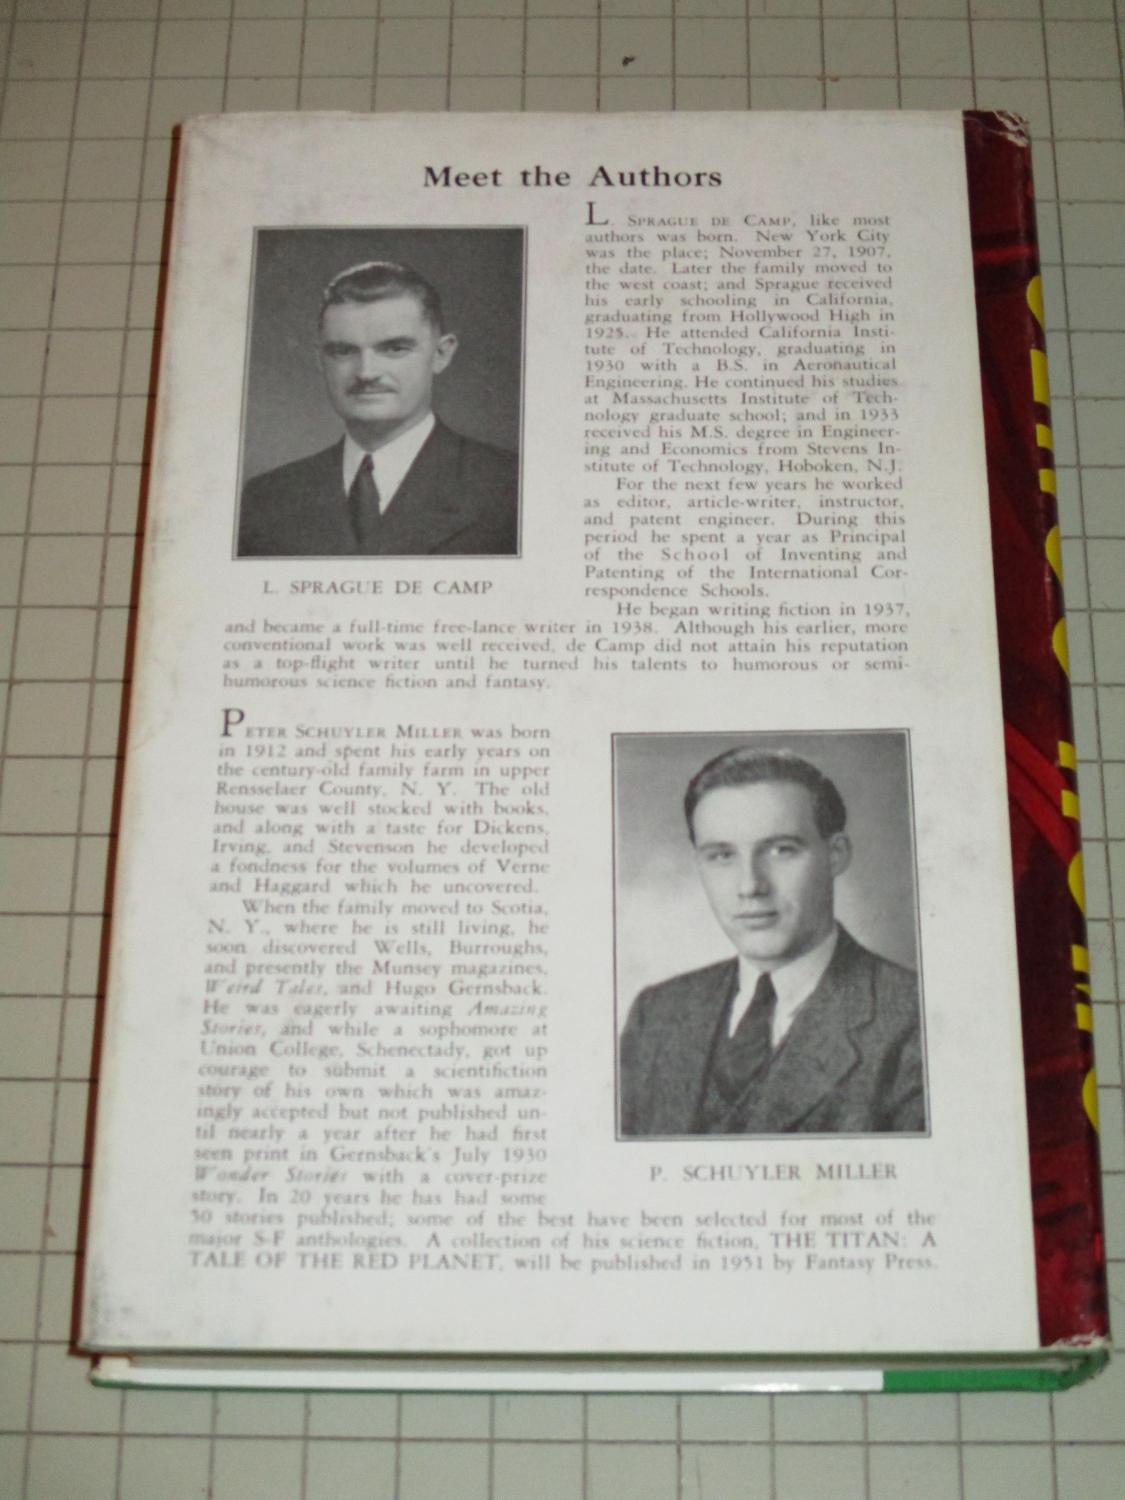 Meet the Authors
L SPRAGUE DE CAMP, like most
authors was born. New York City
was the place; November 27, 1907,
the date. Later the family moved to
the west coast; and Sprague received
his early schooling in California,
graduating from Hollywood High in
1925. He attended California Insti-
tute of Technology, graduating in
1930 with a B.S. in Aeronautical
Engineering. He continued his studies
at Massachusetts Institute of Tech-
nology graduate school; and in 1933
received his M.S. degree in Engineer-
ing and Economics from Stevens In-
stitute of Technology, Hoboken, N.J.
For the next few years he worked
as editor, article-writer, instructor,
and patent engineer. During this
period he spent a year as Principal
of the School of Inventing and
Patenting of the International Cor-
respondence Schools.
L. SPRAGUE DE CAMP
He began writing fiction in 1937,
and became a full-time free-lance writer in 1938. Although his earlier, more
conventional work was well received, de Camp did not attain his reputation
as a top-flight writer until he turned his talents to humorous or semi-
humorous science fiction and fantasy.
PETER SCHUYLER MILLER was born
in 1912 and spent his early years on
the century-old family farm in upper
Rensselaer County, N. Y. The old
house was well stocked with books,
and along with a taste for Dickens,
Irving, and Stevenson he developed
a fondness for the volumes of Verne
and Haggard which he uncovered.
When the family moved to Scotia,
N. Y., where he is still living, he
soon discovered Wells, Burroughs,
and presently the Munsey magazines,
Weird Tales, and Hugo Gernsback.
He was eagerly awaiting Amazing
Stories, and while a sophomore at
Union College, Schenectady, got up
courage to submit a scientifiction
story of his own which was amaz-
ingly accepted but not published un-
til nearly a year after he had first
seen print in Gernsback's July 1930
Wonder Stories with a cover-prize
story. In 20 years he has had some
50 stories published; some of the best have been selected for most of the
major S-F anthologies. A collection of his science fiction, THE TITAN: A
TALE OF THE RED PLANET, will be published in 1951 by Fantasy Press.
P. SCHUYLER MILLER